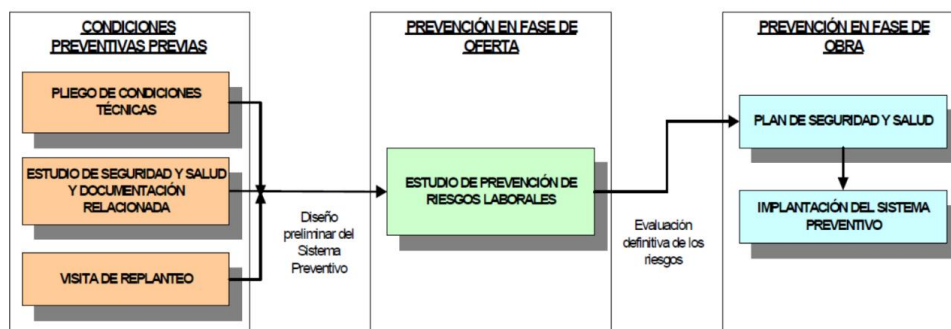 CONDICIONES
PREVENTIVAS PREVIAS
PLIEGO DE CONDICIONES
TÉCNICAS
ESTUDIO DE SEGURIDAD Y SALUD
Y DOCUMENTACIÓN
RELACIONADA
VISITA DE REPLANTEO
Diseño
preliminar del
Sistema
Preventivo
PREVENCIÓN EN FASE DE
OFERTA
ESTUDIO DE PREVENCIÓN DE
RIESGOS LABORALES
Evaluación
definitiva de los
riesgos
PREVENCIÓN EN FASE DE
OBRA
PLAN DE SEGURIDAD Y SALUD
IMPLANTACIÓN DEL SISTEMA
PREVENTIVO